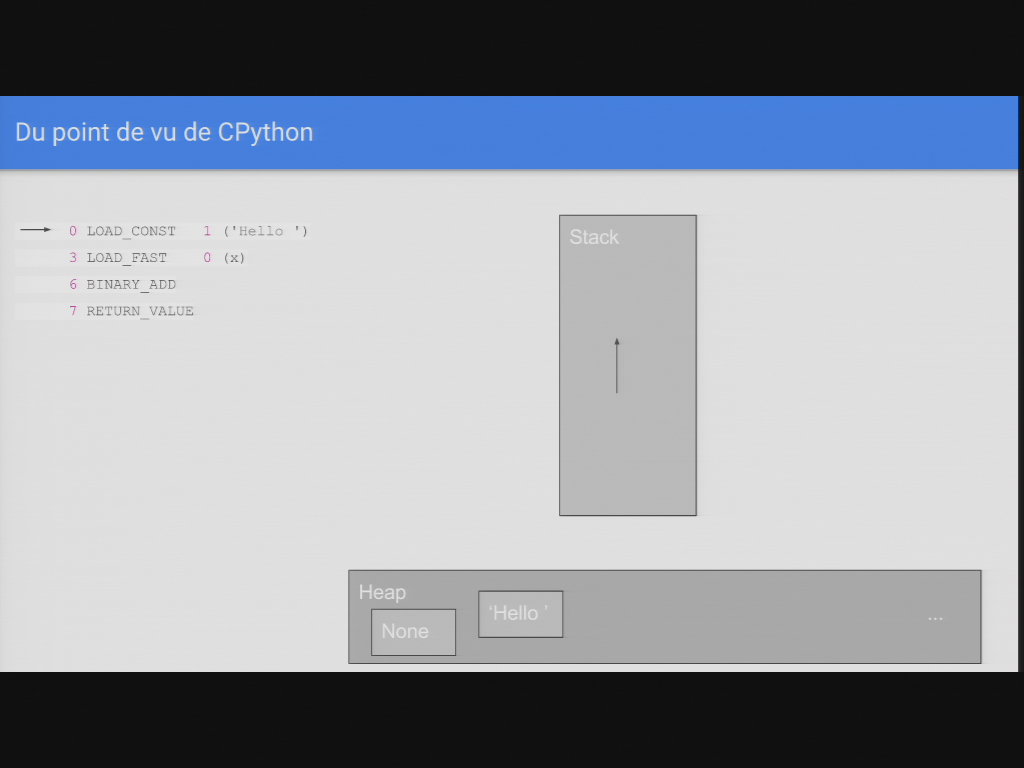 Du point de vu de CPython
0 LOAD_CONST 1 ('Hello ')
3 LOAD_FAST 0 (x)
6 BINARY_ADD
7 RETURN_VALUE
Stack
Heap
None
'Hello '
...